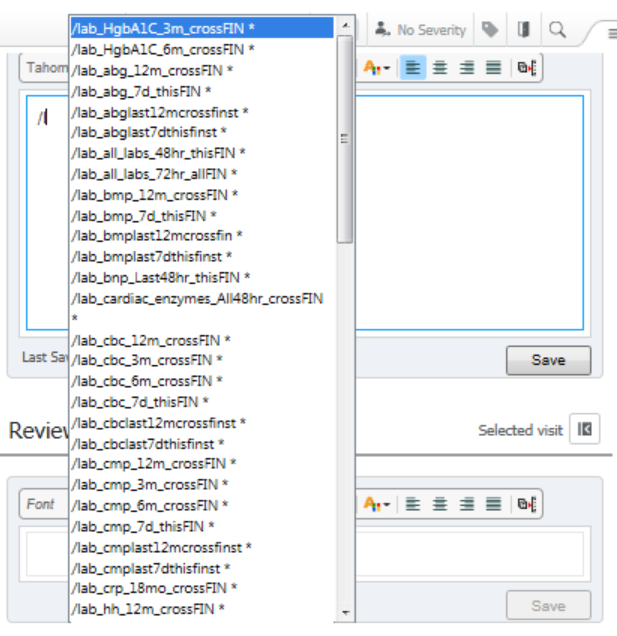 /lab_HgbA1C_3m_crossFIN *
No Severity
/lab_HgbA1C_6m_crossFIN *
/lab_abg_12m_crossFIN *
Tahom
/lab_abg_7d_thisFIN *
/lab_abglast12mcrossfinst *
/l
/lab_abglast7dthisfinst *
/lab_all_labs_48hr_thisFIN *
/lab_all_labs_72hr_allFIN *
/lab_bmp_12m_crossFIN *
/lab_bmp_7d_thisFIN *
/lab_bmplast12mcrossfin *
/lab_bmplast7dthisfinst *
/lab_bnp_Last48hr_thisFIN *
/lab_cardiac_enzymes_All48hr_crossFIN
*
/lab_cbc_12m_crossFIN *
Last Sav
/lab_cbc_3m_crossFIN *
Save
/lab_cbc_6m_crossFIN *
/lab_cbc_7d_thisFIN *
/lab_cbclast12mcrossfinst *
Review
Selected visit
/lab_cbclast7dthisfinst *
/lab_cmp_12m_crossFIN *
/lab_cmp_3m_crossFIN *
Font
/lab_cmp_6m_crossFIN *
/lab_cmp_7d_thisFIN *
/lab_cmplast12mcrossfinst *
/lab_cmplast7dthisfinst *
/lab_crp_18mo_crossFIN *
/lab_hh_12m_crossFIN *
Save